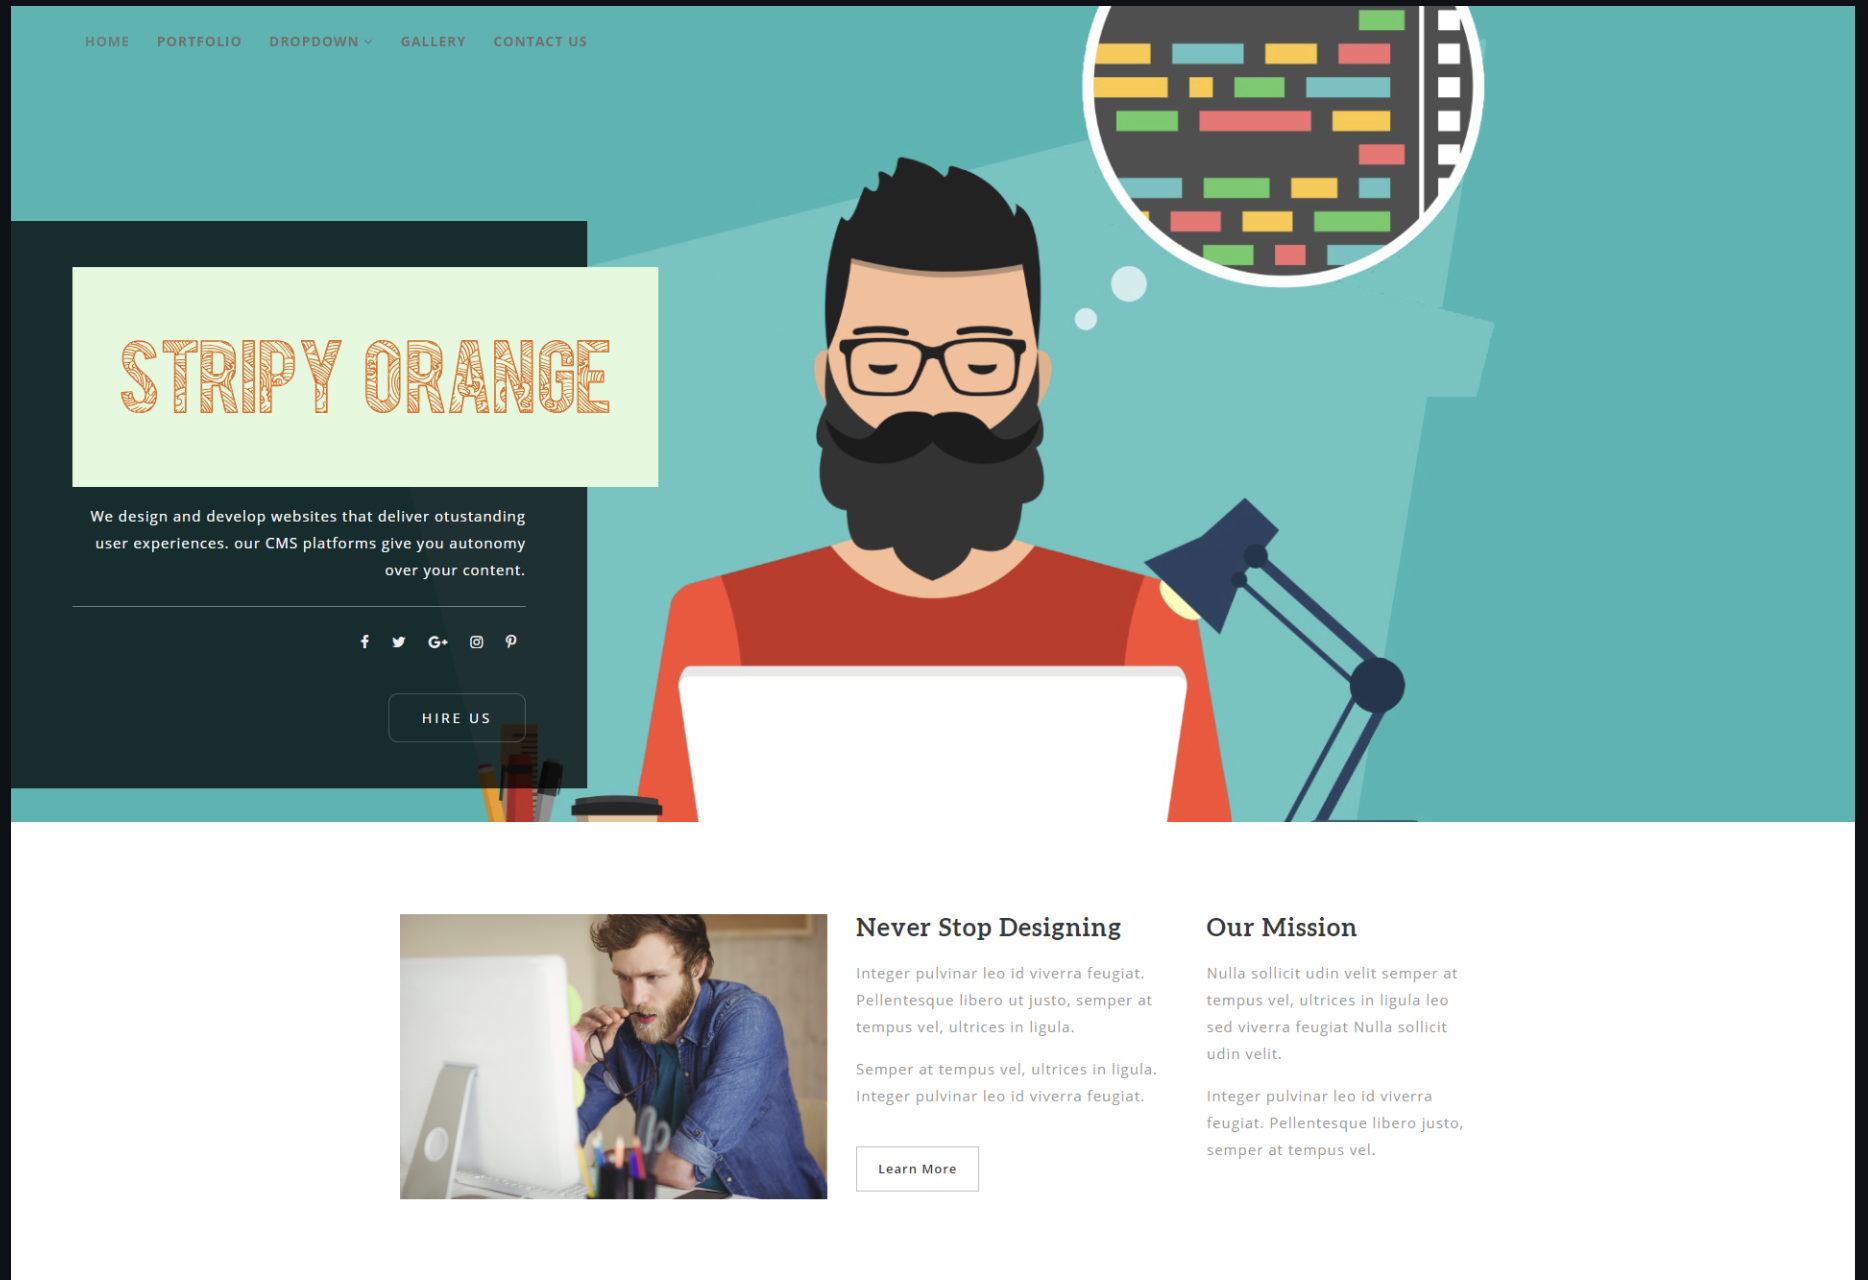 HOME PORTFOLIO DROPDOWN GALLERY CONTACT US
STRIPY ORANGE
We design and develop websites that deliver otustanding
user experiences. our CMS platforms give you autonomy
over your content.
HIRE US
Never Stop Designing
Integer pulvinar leo id viverra feugiat.
Pellentesque libero ut justo, semper at
tempus vel, ultrices in ligula.
Semper at tempus vel, ultrices in ligula.
Integer pulvinar leo id viverra feugiat.
Learn More
Our Mission
Nulla sollicit udin velit semper at
tempus vel, ultrices in ligula leo
sed viverra feugiat Nulla sollicit
udin velit.
Integer pulvinar leo id viverra
feugiat. Pellentesque libero justo,
semper at tempus vel.